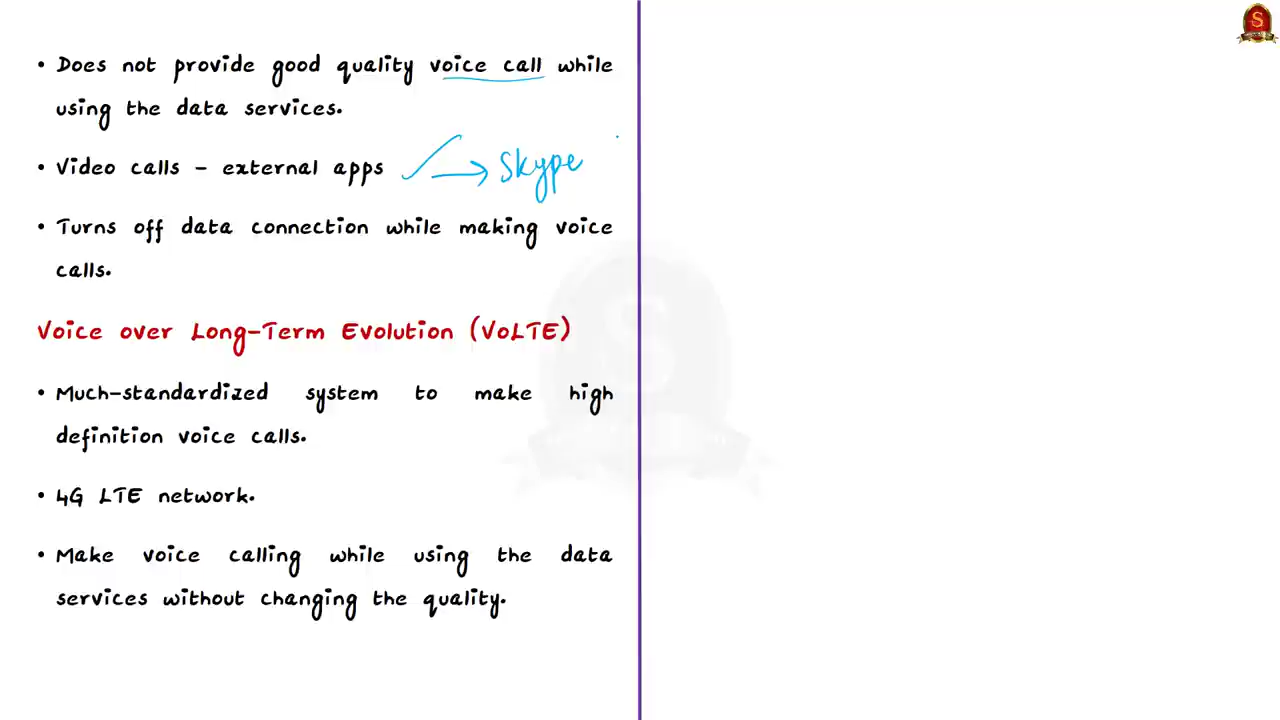 • Does not provide good quality voice call while
using the data services.
• Video calls - external apps → Skype
• Turns off data connection while making voice
calls.
Voice over Long-Term Evolution (VoLTE)
• Much-standardized system to make high
definition voice calls.
• 4G LTE network.
• Make voice calling while using the data
services without changing the quality.